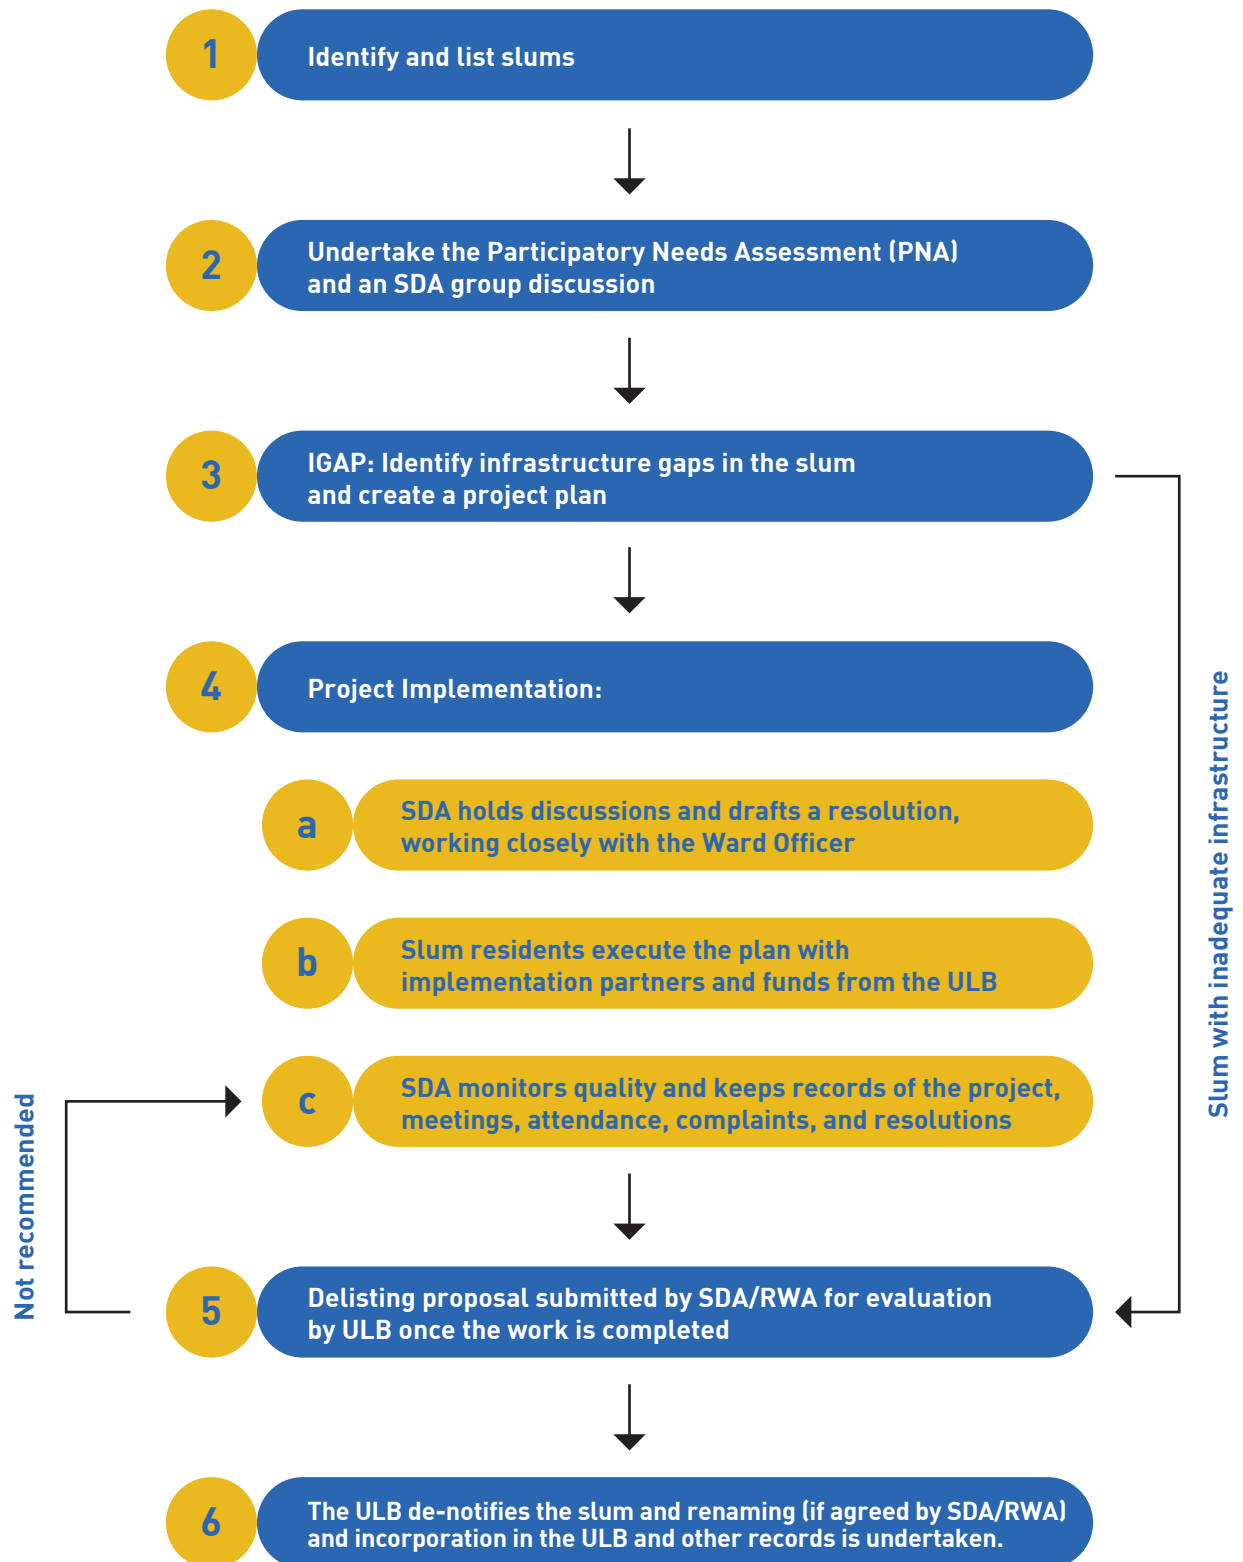 1
Identify and list slums
2
Undertake the Participatory Needs Assessment (PNA)
and an SDA group discussion
3
IGAP: Identify infrastructure gaps in the slum
and create a project plan
4
Project Implementation:
a
SDA holds discussions and drafts a resolution,
working closely with the Ward Officer
b
Slum residents execute the plan with
implementation partners and funds from the ULB
c
SDA monitors quality and keeps records of the project,
meetings, attendance, complaints, and resolutions
Slum with inadequate infrastructure
Not recommended
5
Delisting proposal submitted by SDA/RWA for evaluation
by ULB once the work is completed
6
The ULB de-notifies the slum and renaming (if agreed by SDA/RWA)
and incorporation in the ULB and other records is undertaken.